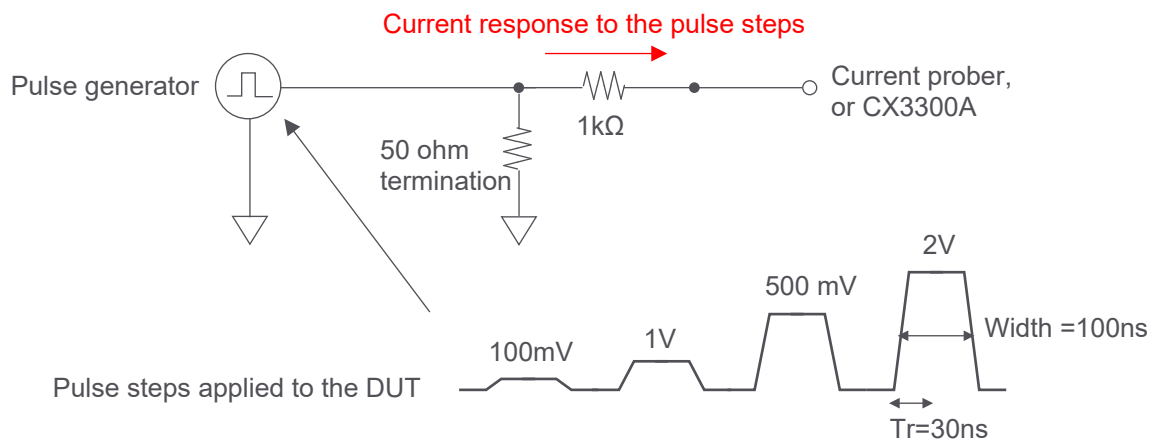 Current response to the pulse steps
Pulse generator
Current prober,
or CX3300A
1kΩ
50 ohm
termination
2V
500 mV
Width =100ns
1V
100mV
Pulse steps applied to the DUT
Tr=30ns